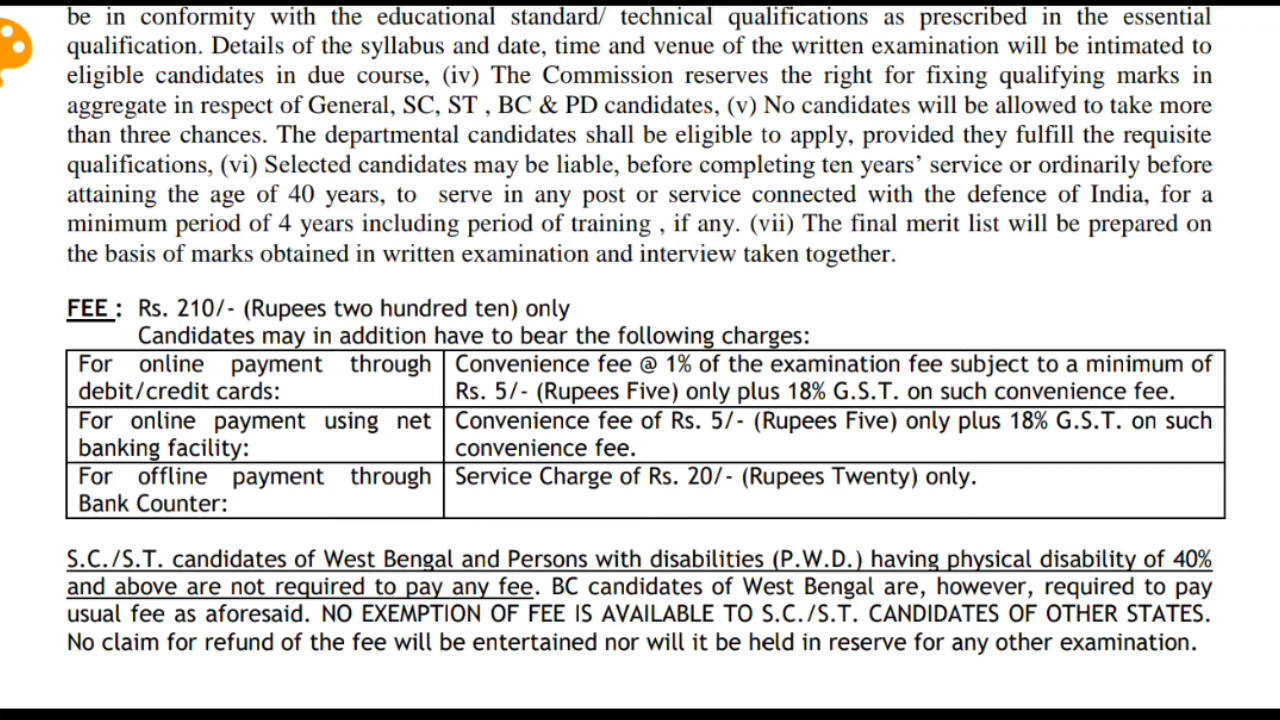 be in conformity with the educational standard/ technical qualifications as prescribed in the essential
qualification. Details of the syllabus and date, time and venue of the written examination will be intimated to
eligible candidates in due course, (iv) The Commission reserves the right for fixing qualifying marks in
aggregate in respect of General, SC, ST , BC & PD candidates, (v) No candidates will be allowed to take more
than three chances. The departmental candidates shall be eligible to apply, provided they fulfill the requisite
qualifications, (vi) Selected candidates may be liable, before completing ten years’ service or ordinarily before
attaining the age of 40 years, to serve in any post or service connected with the defence of India, for a
minimum period of 4 years including period of training , if any. (vii) The final merit list will be prepared on
the basis of marks obtained in written examination and interview taken together.
FEE : Rs. 210/- (Rupees two hundred ten) only
Candidates may in addition have to bear the following charges:
For online payment through
debit/credit cards:
Convenience fee @ 1% of the examination fee subject to a minimum of
Rs. 5/- (Rupees Five) only plus 18% G.S.T. on such convenience fee.
For online payment using net
banking facility:
Convenience fee of Rs. 5/- (Rupees Five) only plus 18% G.S.T. on such
convenience fee.
For offline payment through
Bank Counter:
Service Charge of Rs. 20/- (Rupees Twenty) only.
S.C./S.T. candidates of West Bengal and Persons with disabilities (P.W.D.) having physical disability of 40%
and above are not required to pay any fee. BC candidates of West Bengal are, however, required to pay
usual fee as aforesaid. NO EXEMPTION OF FEE IS AVAILABLE TO S.C./S.T. CANDIDATES OF OTHER STATES.
No claim for refund of the fee will be entertained nor will it be held in reserve for any other examination.